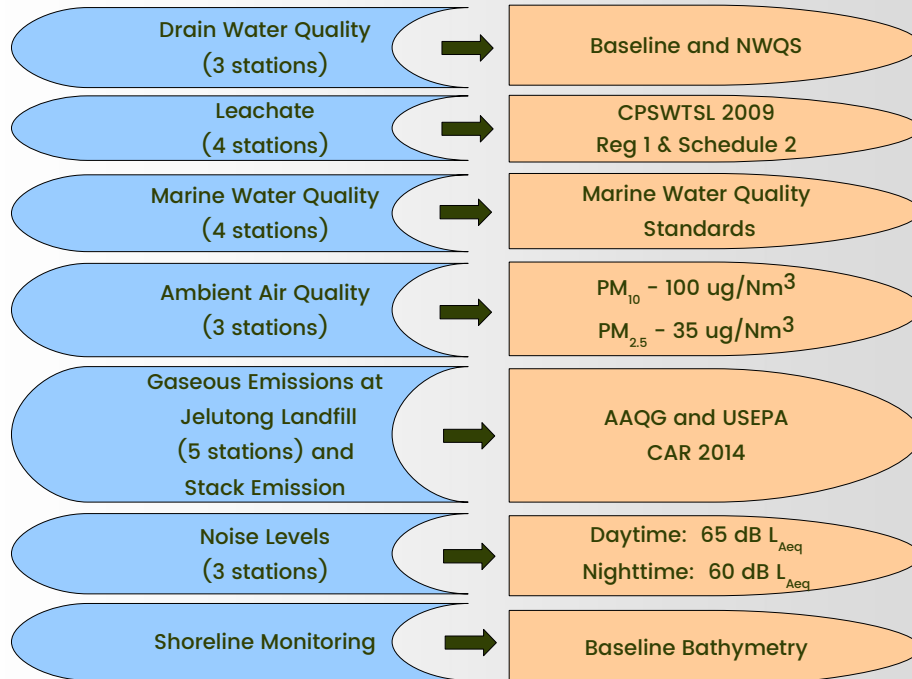 Drain Water Quality
(3 stations)
Baseline and NWQS
Leachate
(4 stations)
CPSWTSL 2009
Reg 1 & Schedule 2
Marine Water Quality
(4 stations)
Marine Water Quality
Standards
Ambient Air Quality
(3 stations)
PM10 - 100 ug/Nm3
PM2.5 - 35 ug/Nm3
Gaseous Emissions at
Jelutong Landfill
(5 stations) and
Stack Emission
AAQG and USEPA
CAR 2014
Noise Levels
(3 stations)
Daytime: 65 dB LAeq
Nighttime: 60 dB LAeq
Shoreline Monitoring
Baseline Bathymetry